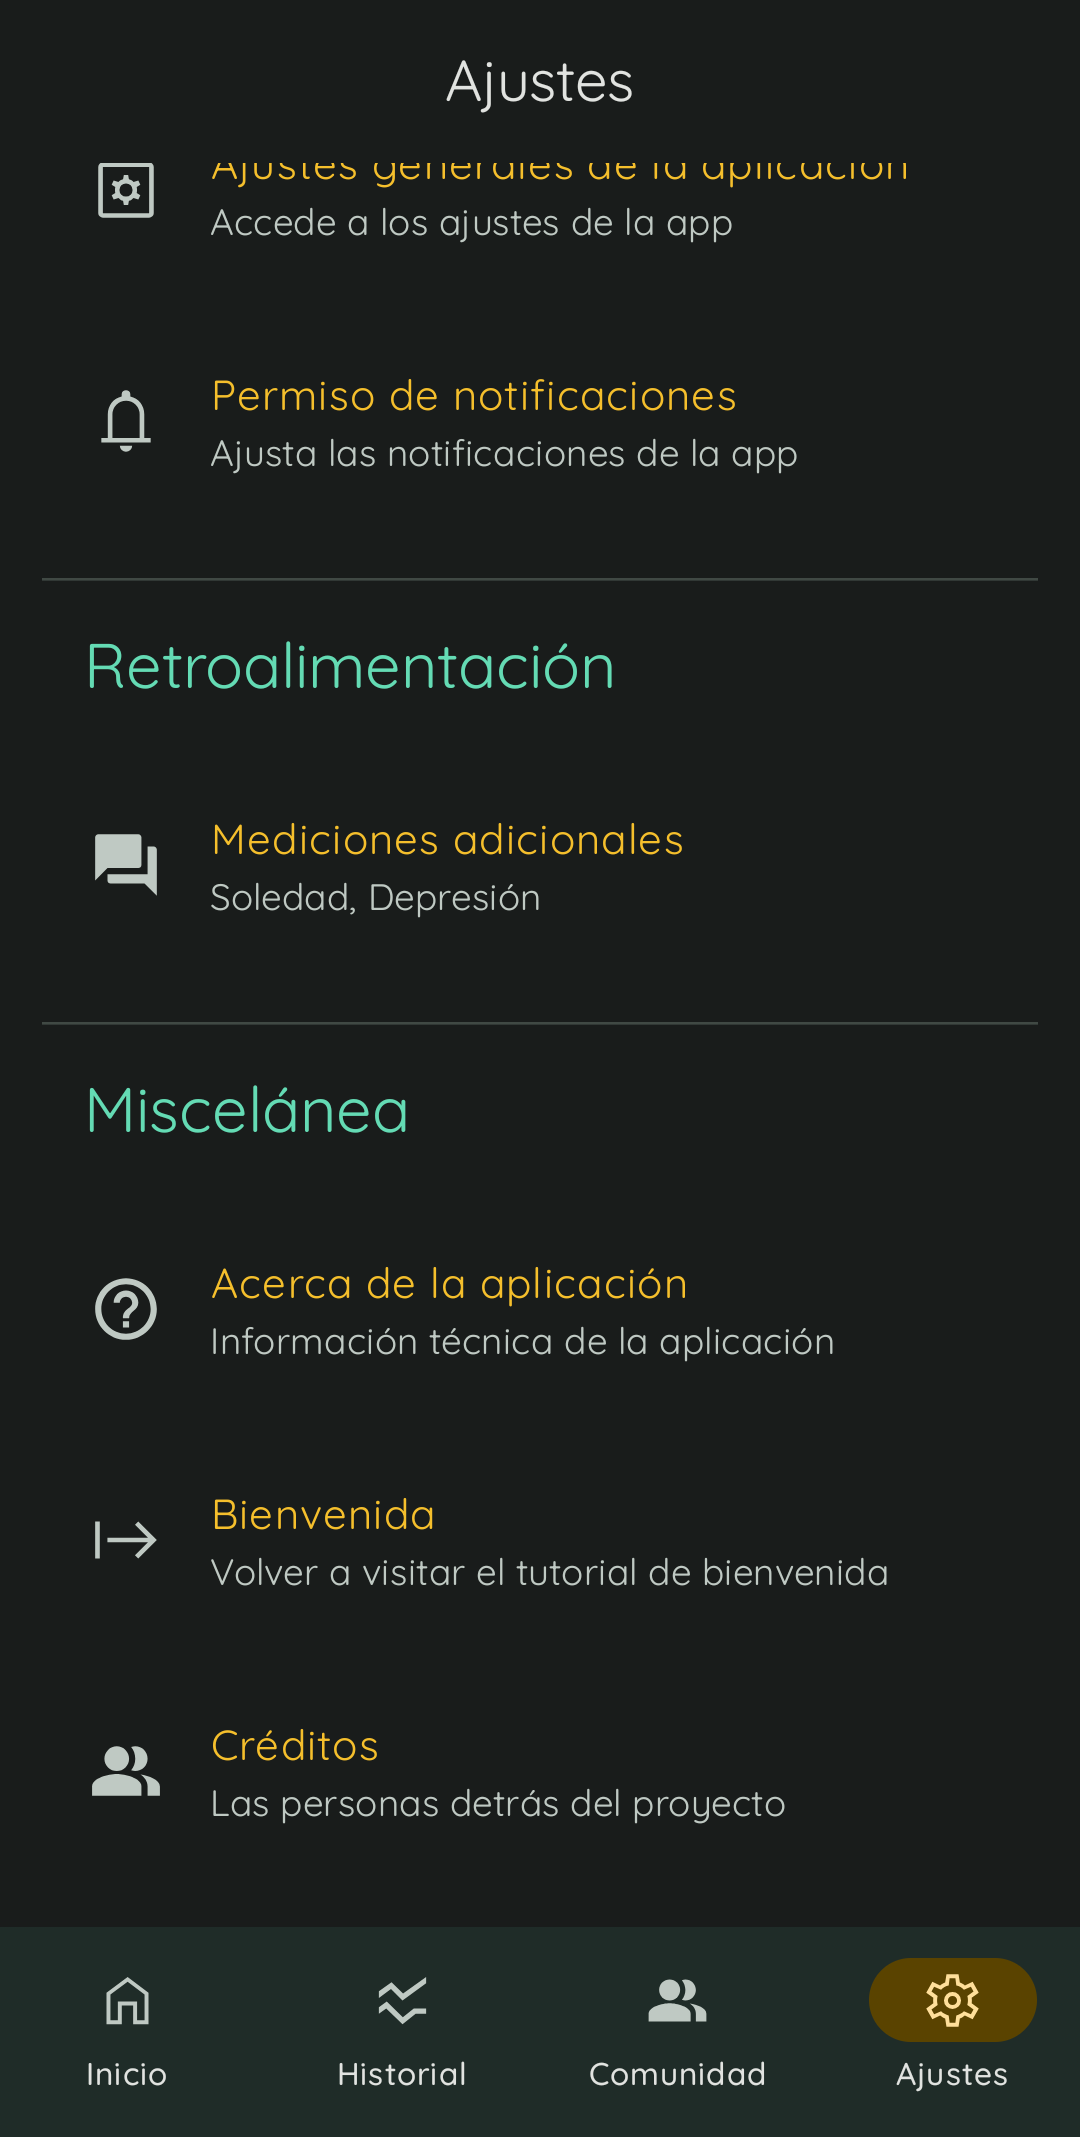 Ajustes
Ajustes generales de la aplicación
Accede a los ajustes de la app
Permiso de notificaciones
Ajusta las notificaciones de la app
Retroalimentación
Mediciones adicionales
Soledad, Depresión
Miscelánea
Acerca de la aplicación
Información técnica de la aplicación
Bienvenida
Volver a visitar el tutorial de bienvenida
Créditos
Las personas detrás del proyecto
Inicio
Historial
Comunidad
Ajustes